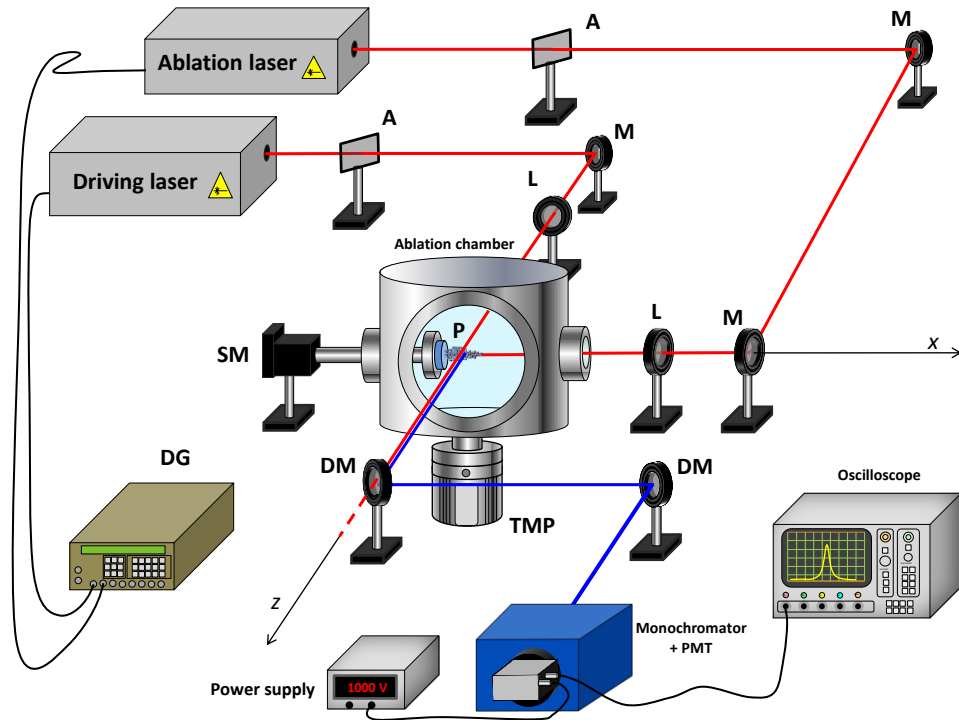 A
M
Ablation laser
A
M
Driving laser
L
Ablation chamber
P
L
M
SM
x
DG
DM
DM
Oscilloscope
TMP
z
Monochromator
+ PMT
Power supply
1000 V